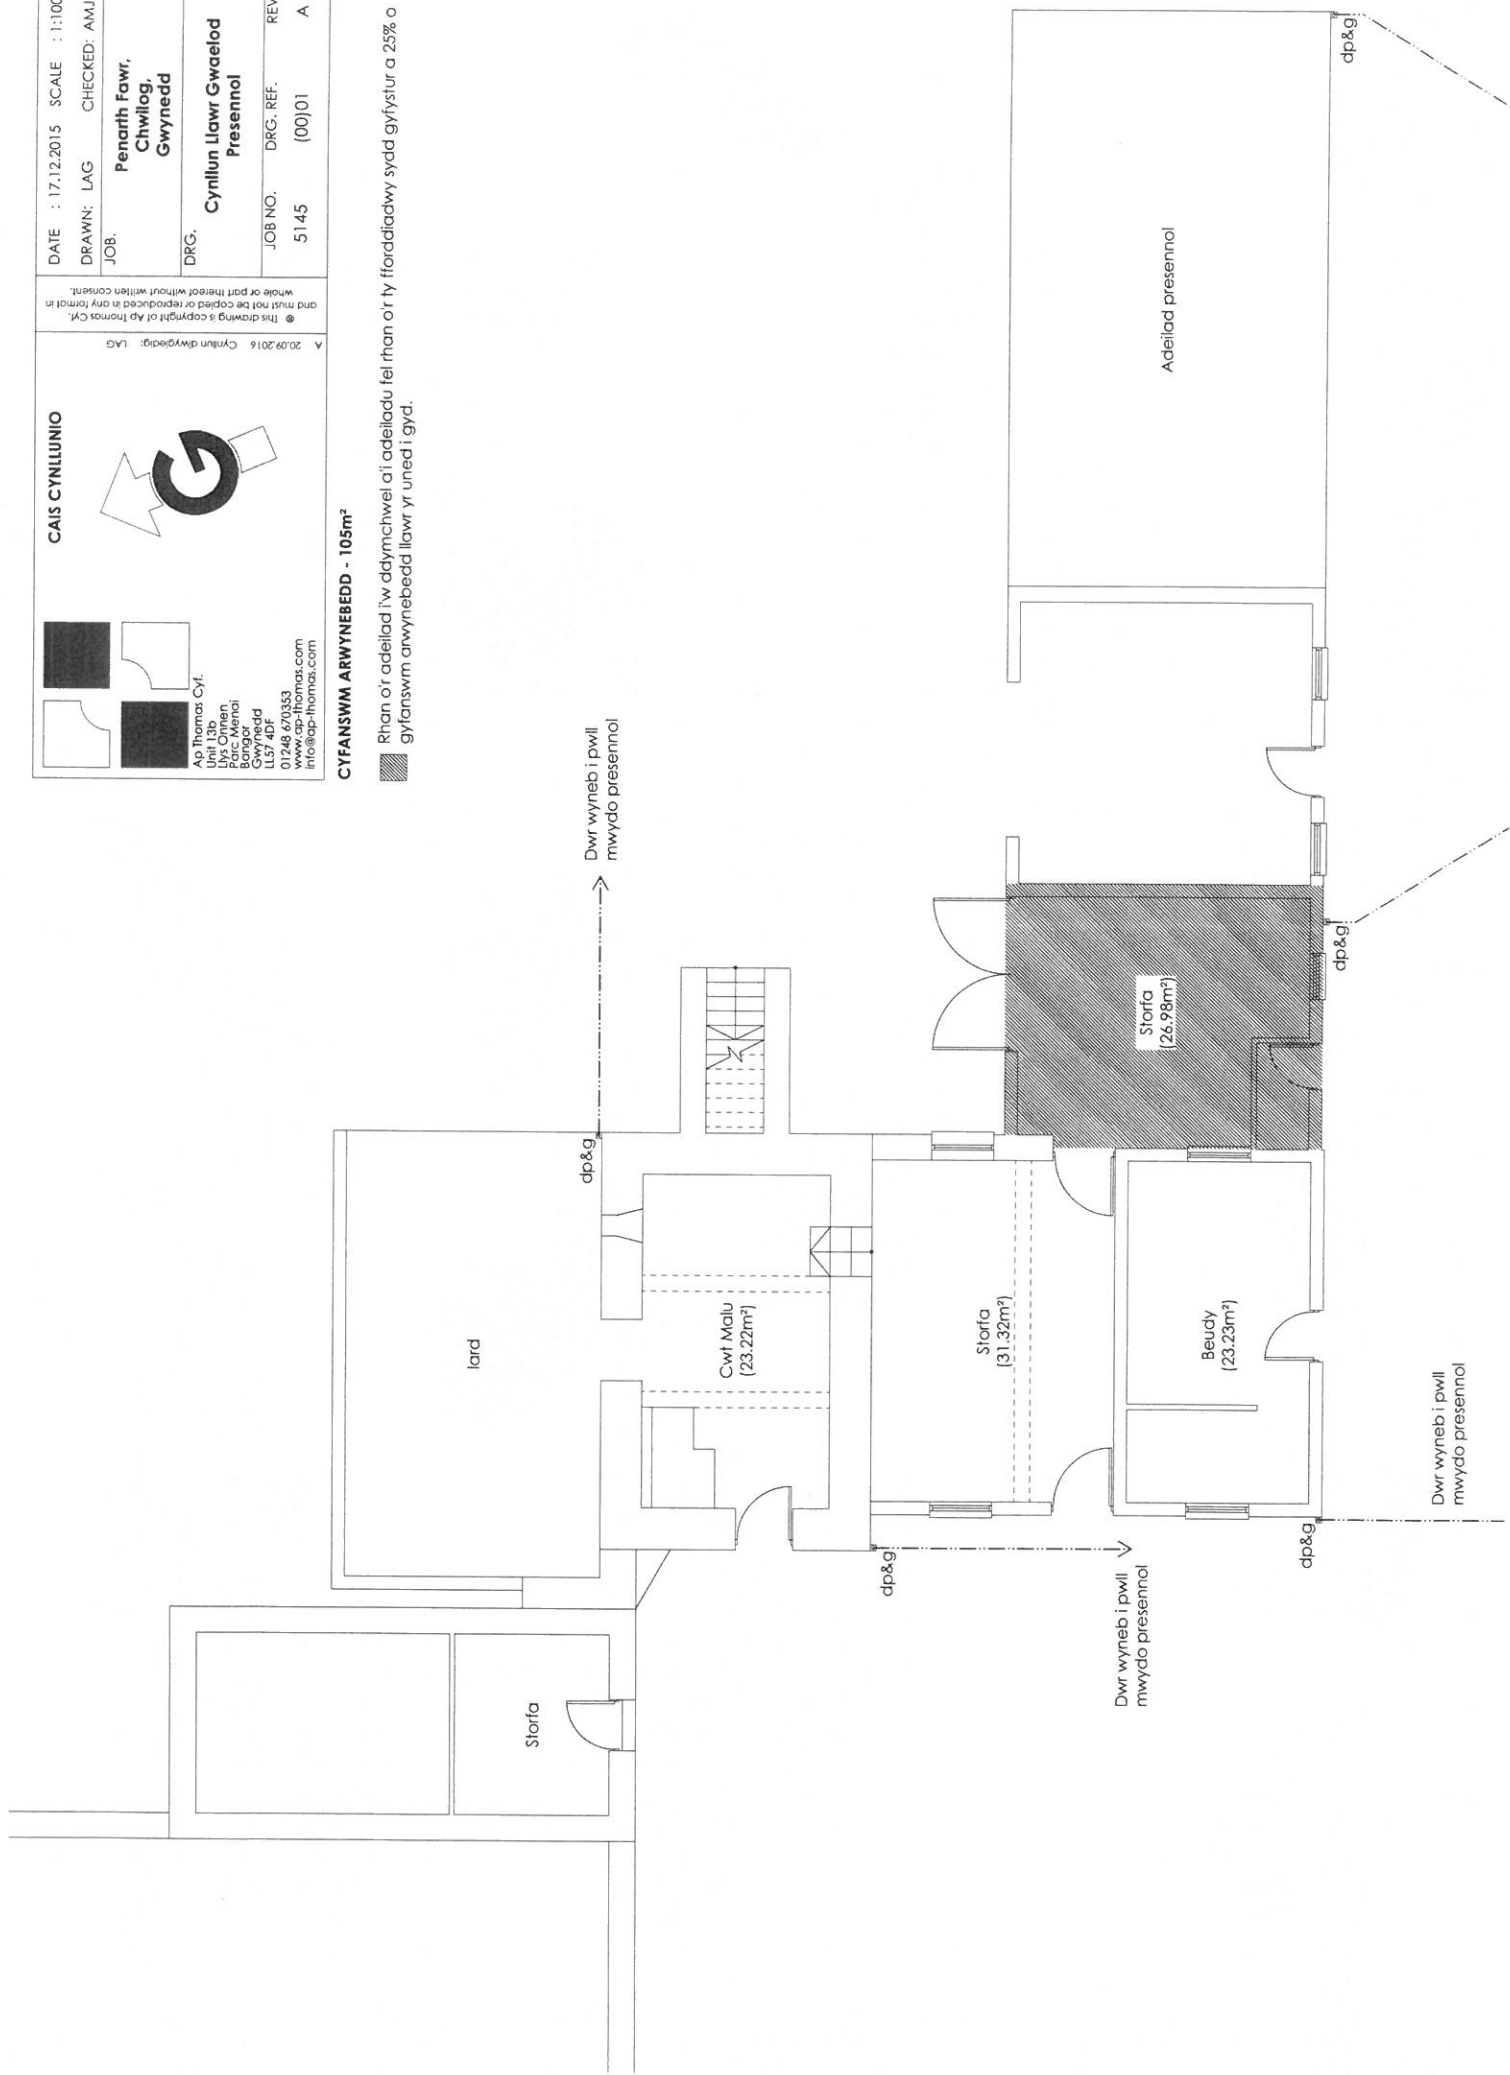 CAIS CYNLLUNIO
Ap Thomas Cyf.
Unit 13b
Llys Onnen
Parc Menai
Bangor
Gwynedd
LL57 4DF
01248 670353
www.ap-thomas.com
info@ap-thomas.com
A 20.09.2016 Cynllun diwygiedig: LAG
© This drawing is copyright of Ap Thomas Cyf.
and must not be copied or reproduced in any format in
whole or part thereof without written consent.
DATE : 17.12.2015 SCALE : 1:100
DRAWN: LAG CHECKED: AMJ
JOB.
Penarth Fawr,
Chwilog,
Gwynedd
DRG.
Cynllun Llawr Gwaelod
Presennol
JOB NO. DRG. REF. REV
5145 (00)01 A
CYFANSWM ARWYNEBEDD - 105m²
Rhan o'r adeilad i'w ddymchwel a'i adeiladu fel rhan o'r ty fforddiadwy sydd gyfystur a 25% o
gyfanswm arwynebedd llawr yr uned i gyd.
Storfa
Iard
dp&g
Dwr wyneb i pwll
mwydo presennol
Cwt Malu
(23.22m²)
dp&g
Dwr wyneb i pwll
mwydo presennol
Storfa
(31.32m²)
Beudy
(23.23m²)
Storfa
(26.98m²)
Adeilad presennol
dp&g
dp&g
dp&g
Dwr wyneb i pwll
mwydo presennol